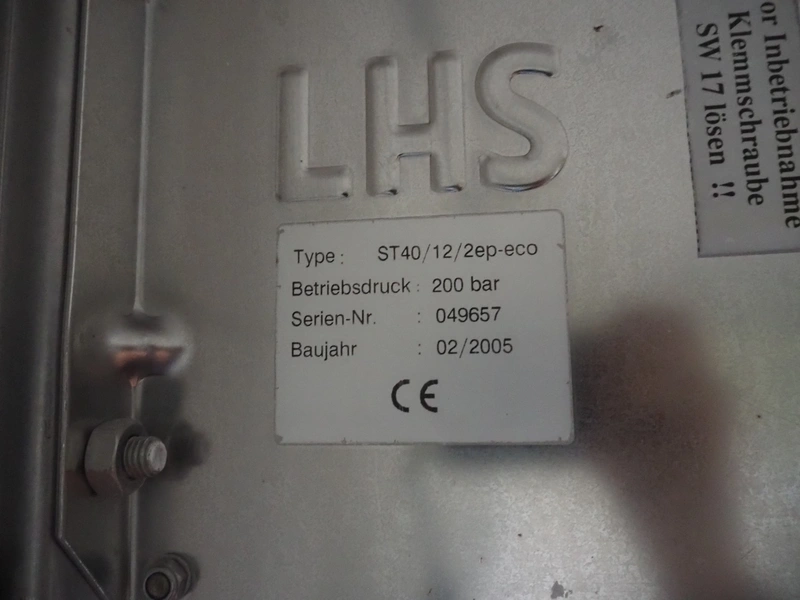 LHS
Type : ST40/12/2ep-eco
Betriebsdruck : 200 bar
Serien-Nr. : 049657
Baujahr : 02/2005
CE
or Inbetriebnahme
Klemmschraube
SW 17 lösen !!